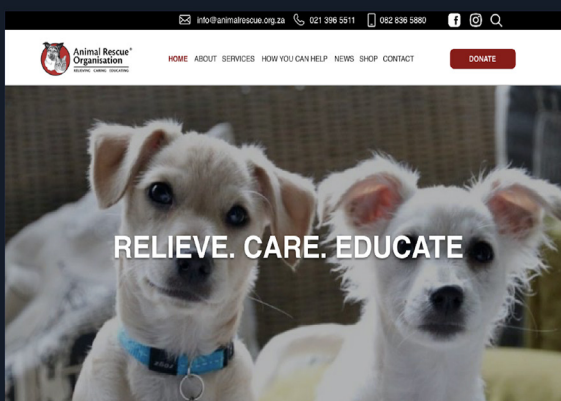 info@animalrescue.org.za 021 396 5511 082 836 5880
Animal Rescue®
Organisation
RELIEVING CARING EDUCATING
HOME ABOUT SERVICES HOW YOU CAN HELP NEWS SHOP CONTACT DONATE
RELIEVE. CARE. EDUCATE